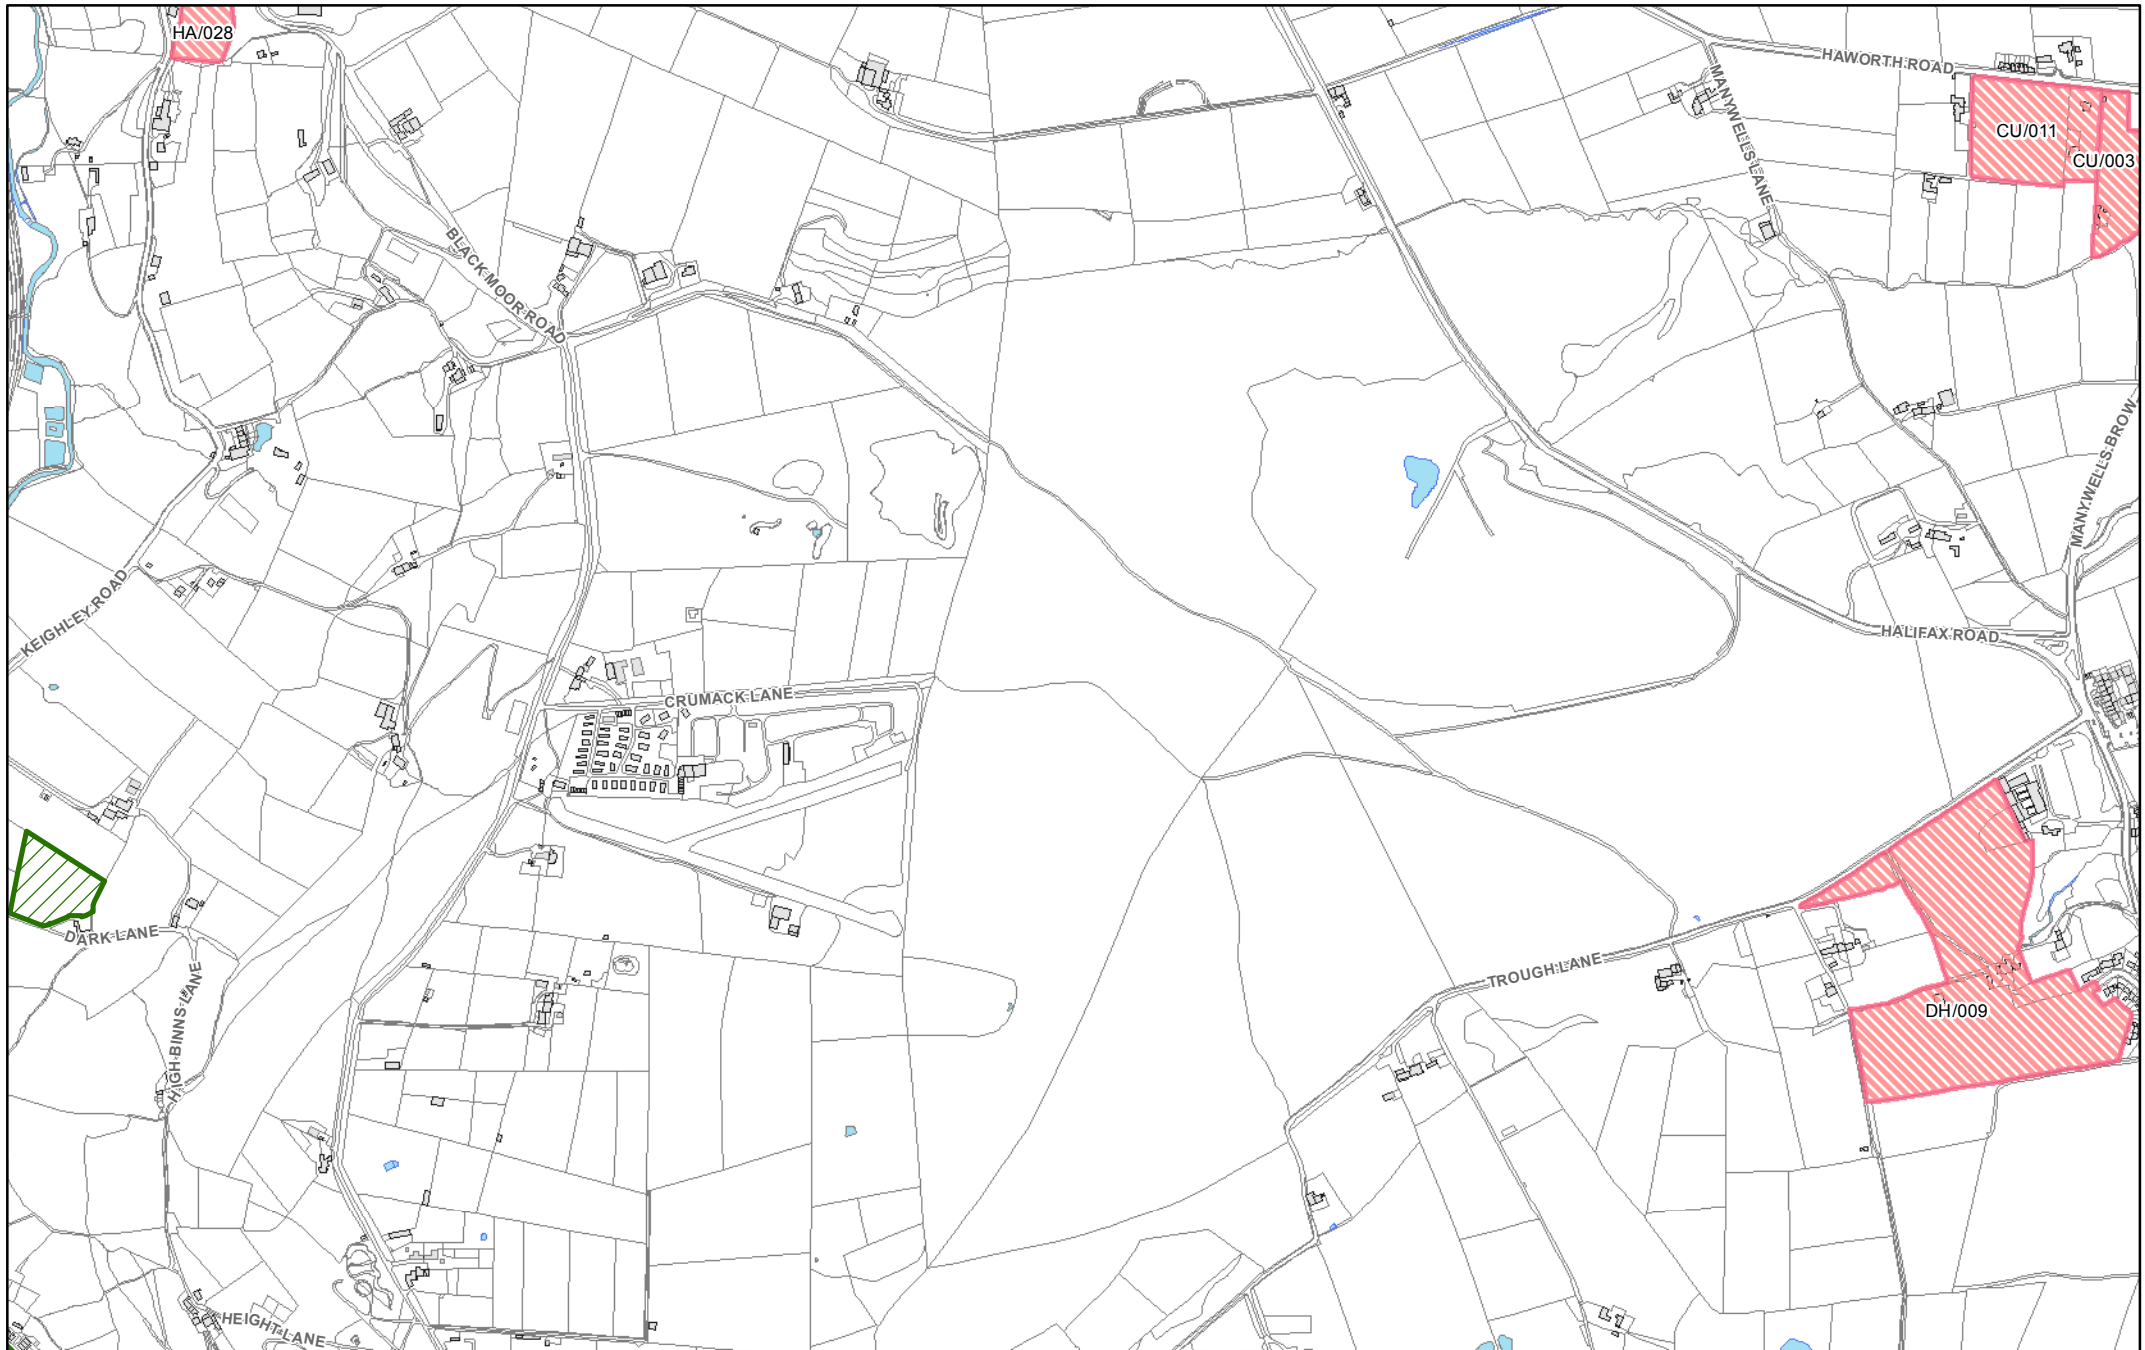 HA/028
HAWORTH ROAD
MANYWELLS LANE
CU/011
CU/003
BLACK MOOR ROAD
MANYWELLS BROW
KEIGHLEY ROAD
HALIFAX ROAD
CRUMACK LANE
DARK LANE
TROUGH LANE
HIGH BINNS LANE
DH/009
HEIGHT LANE